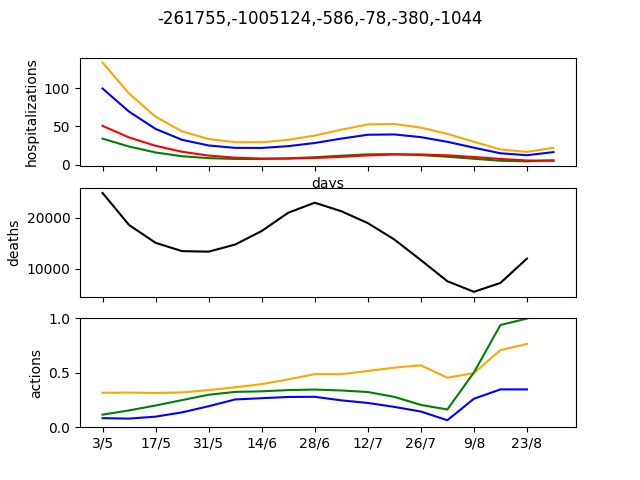 -261755,-1005124,-586,-78,-380,-1044
hospitalizations
100
50
0
days
deaths
20000
10000
actions
1.0
0.5
0.0
3/5 17/5 31/5 14/6 28/6 12/7 26/7 9/8 23/8